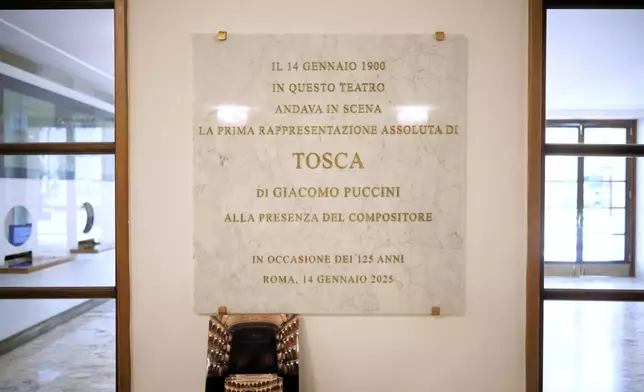 IL 14 GENNAIO 1900
IN QUESTO TEATRO
ANDAVA IN SCENA
LA PRIMA RAPPRESENTAZIONE ASSOLUTA DI
TOSCA
DI GIACOMO PUCCINI
ALLA PRESENZA DEL COMPOSITORE
IN OCCASIONE DEI 125 ANNI
ROMA, 14 GENNAIO 2025